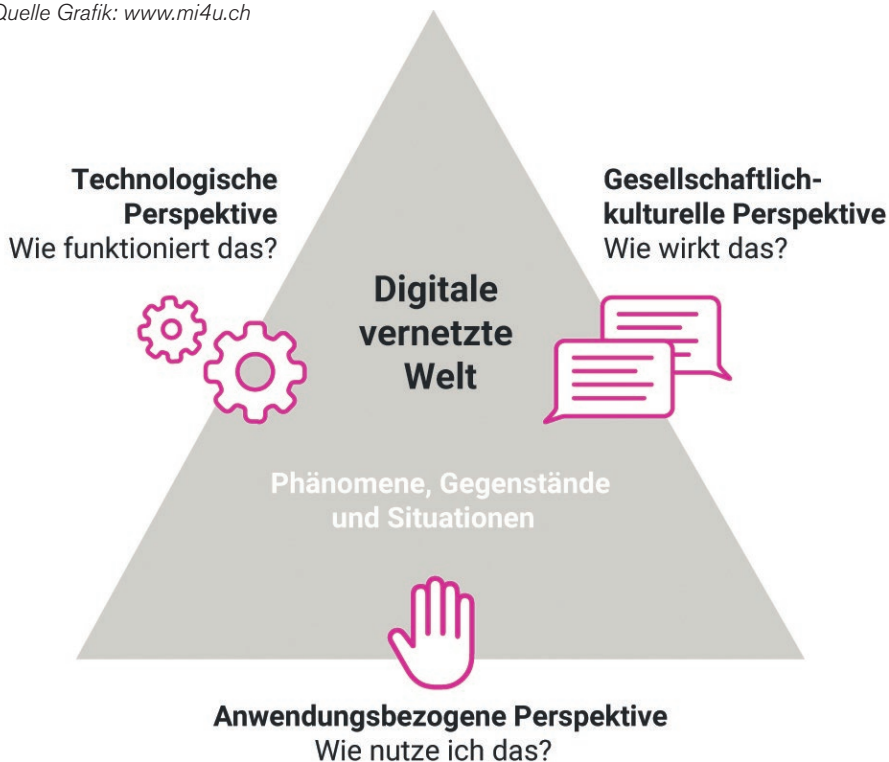 Quelle Grafik: www.mi4u.ch
Technologische
Perspektive
Wie funktioniert das?
Gesellschaftlich-
kulturelle Perspektive
Wie wirkt das?
Digitale
vernetzte
Welt
Phänomene, Gegenstände
und Situationen
Anwendungsbezogene Perspektive
Wie nutze ich das?